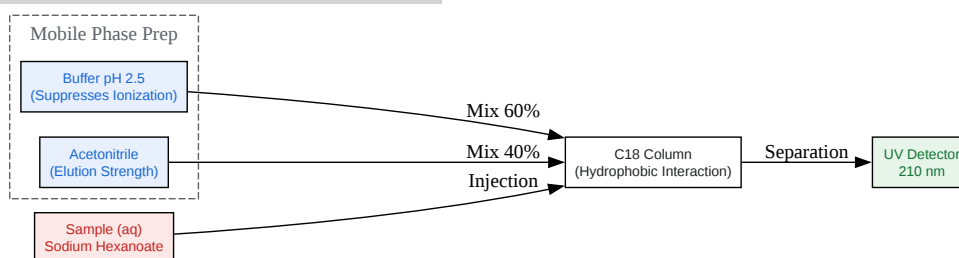 Mobile Phase Prep
Buffer pH 2.5
(Suppresses Ionization)
Mix 60%
Acetonitrile
(Elution Strength)
Mix 40%
Injection
C18 Column
(Hydrophobic Interaction)
Separation
UV Detector
210 nm
Sample (aq)
Sodium Hexanoate